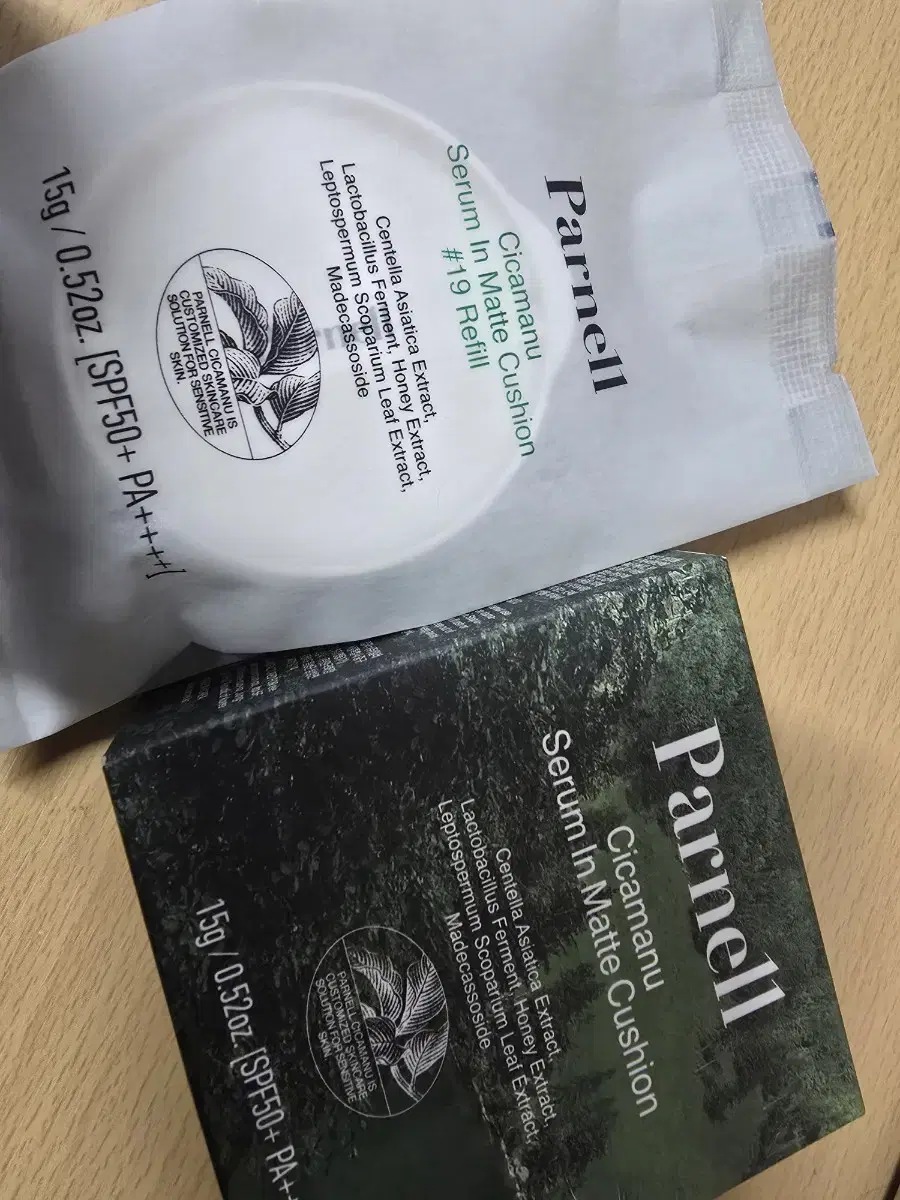 Parnell
Cicamanu
Serum In Matte Cushion
#19 Refill
Centella Asiatica Extract,
Lactobacillus Ferment, Honey Extract,
Leptospermum Scoparium Leaf Extract,
Madecassoside
PARNELL CICAMANU IS
CUSTOMIZED SKINCARE
SOLUTION FOR SENSITIVE
SKIN.
15g / 0.52oz. [SPF50+ PA++++]
Parnell
Cicamanu
Serum In Matte Cushion
Centella Asiatica Extract,
Lactobacillus Ferment, Honey Extract,
Leptospermum Scoparium Leaf Extract,
Madecassoside
PARNELL CICAMANU IS
CUSTOMIZED SKINCARE
SOLUTION FOR SENSITIVE
SKIN.
15g / 0.52oz. [SPF50+ PA+